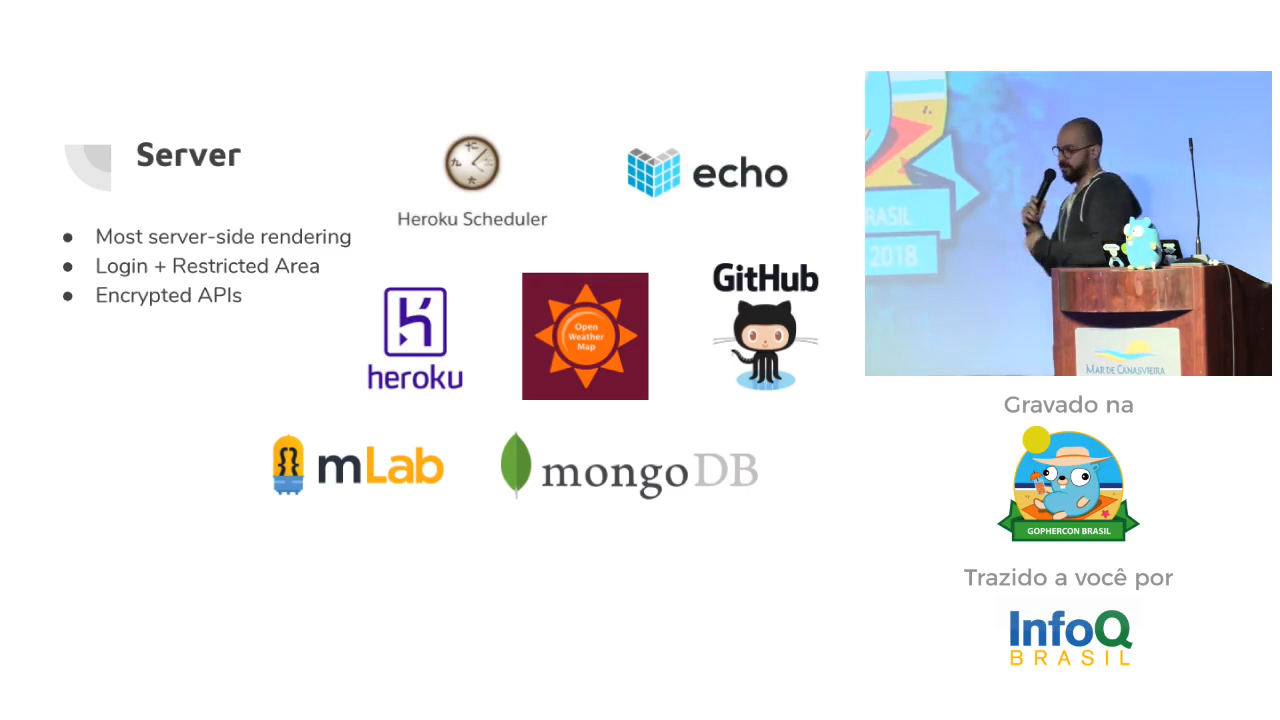 Server
Most server-side rendering
Login + Restricted Area
Encrypted APIs
Heroku Scheduler
echo
heroku
Open
Weather
Map
GitHub
mLab
mongoDB
RASIL
2018
MAR DE CANASVIEIRA
Gravado na
GOPHERCON BRASIL
Trazido a você por
InfoQ
BRASIL